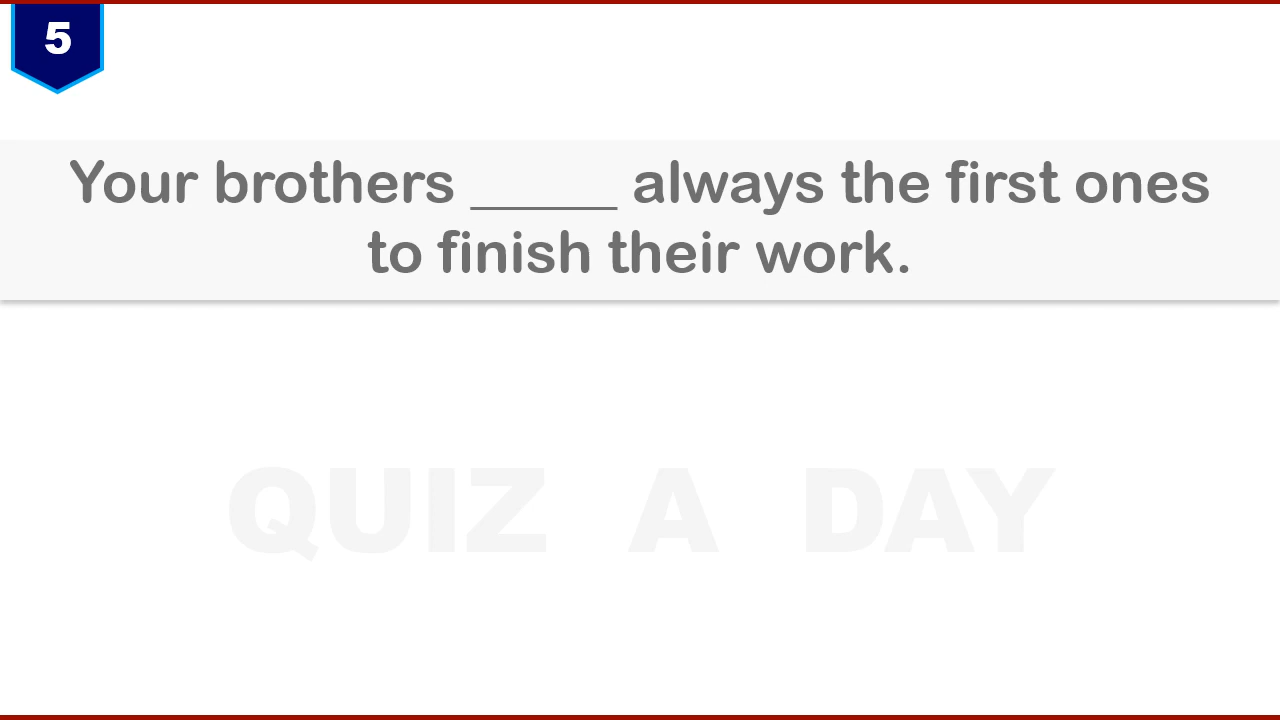 5
Your brothers _____ always the first ones
to finish their work.
QUIZ A DAY